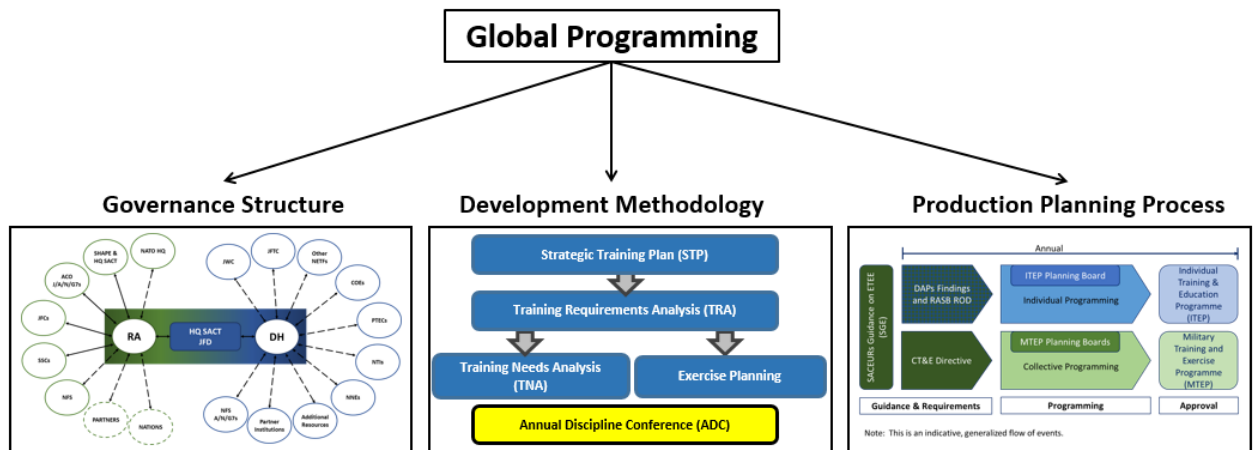 Global Programming
Governance Structure
Development Methodology
Production Planning Process
NATO HQ
SHAPE &
HQ SACT
ACO
J/A/N/G7s
JFCs
SSCs
NFS
PARTNERS
NATIONS
RA
HQ SACT
JFD
DH
JWC
JFTC
Other
NETFs
COEs
PTECs
NTIs
NNEs
Additional
Resources
Partner
Institutions
NFS
A/N/G7s
Strategic Training Plan (STP)
Training Requirements Analysis (TRA)
Training Needs Analysis
(TNA)
Exercise Planning
Annual Discipline Conference (ADC)
Annual
SACEURs Guidance on ETEE
(SGE)
DAPs Findings
and RASB ROD
ITEP Planning Board
Individual Programming
Individual
Training &
Education
Programme
(ITEP)
CT&E Directive
MTEP Planning Boards
Collective Programming
Military
Training and
Exercise
Programme
(MTEP)
Guidance & Requirements
Programming
Approval
Note: This is an indicative, generalized flow of events.